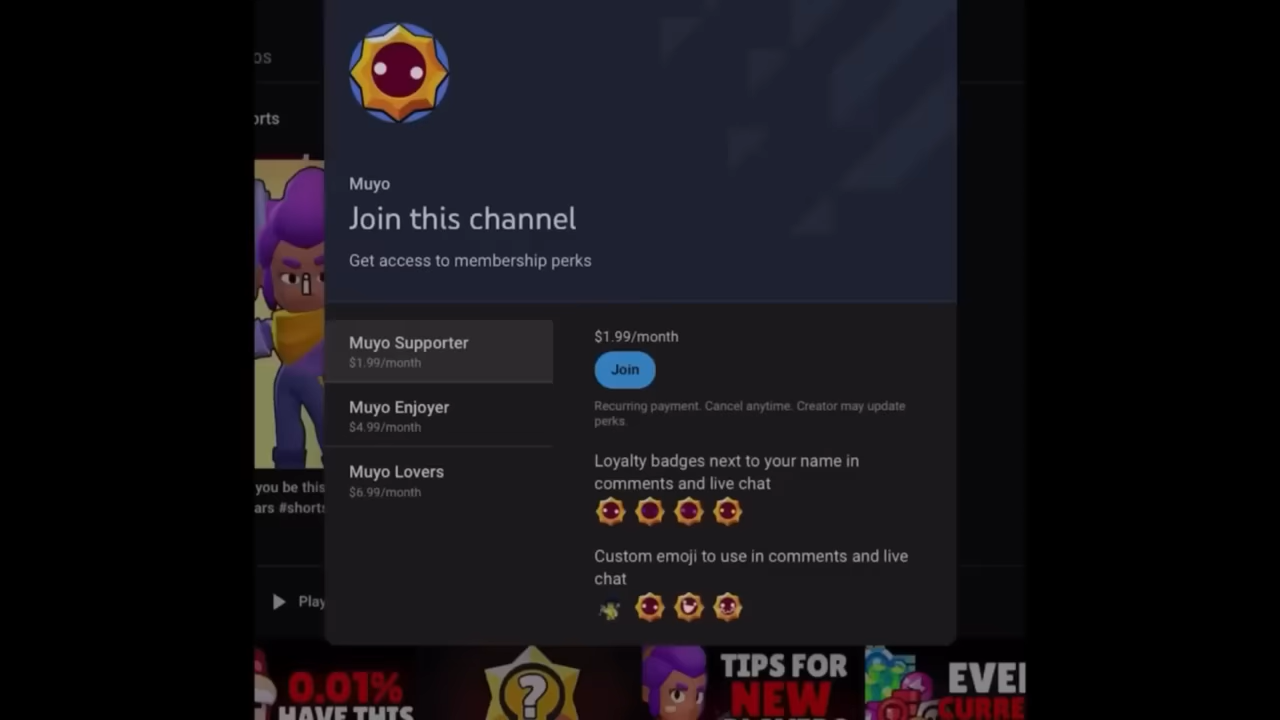 os
orts
Muyo
Join this channel
Get access to membership perks
Muyo Supporter
$1.99/month
Muyo Enjoyer
$4.99/month
Muyo Lovers
$6.99/month
$1.99/month
Join
Recurring payment. Cancel anytime. Creator may update
perks.
Loyalty badges next to your name in
comments and live chat
Custom emoji to use in comments and live
chat
you be this
ars #shorts
Play
0.01%
HAVE THIS
?
TIPS FOR
NEW
EVE
CURRE